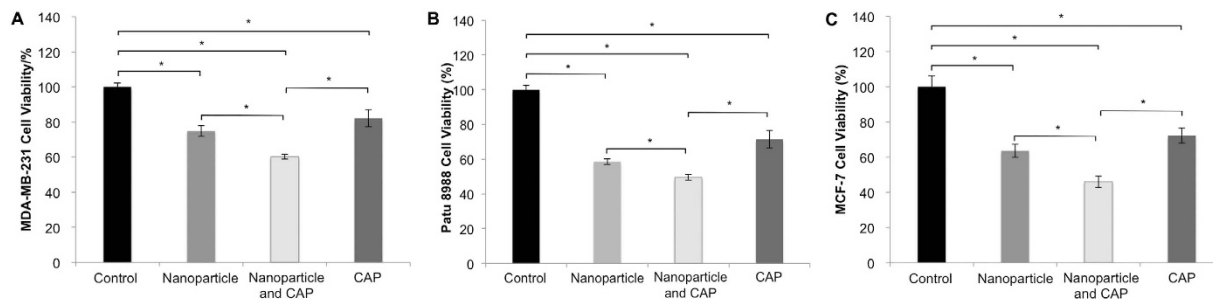 A
MDA-MB-231 Cell Viability/%
140
120
100
80
60
40
20
0
*
*
*
*
*
Control
Nanoparticle
Nanoparticle
and CAP
CAP
B
Patu 8988 Cell Viability (%)
140
120
100
80
60
40
20
0
*
*
*
*
*
Control
Nanoparticle
Nanoparticle
and CAP
CAP
C
MCF-7 Cell Viability (%)
140
120
100
80
60
40
20
0
*
*
*
*
*
Control
Nanoparticle
Nanoparticle
and CAP
CAP